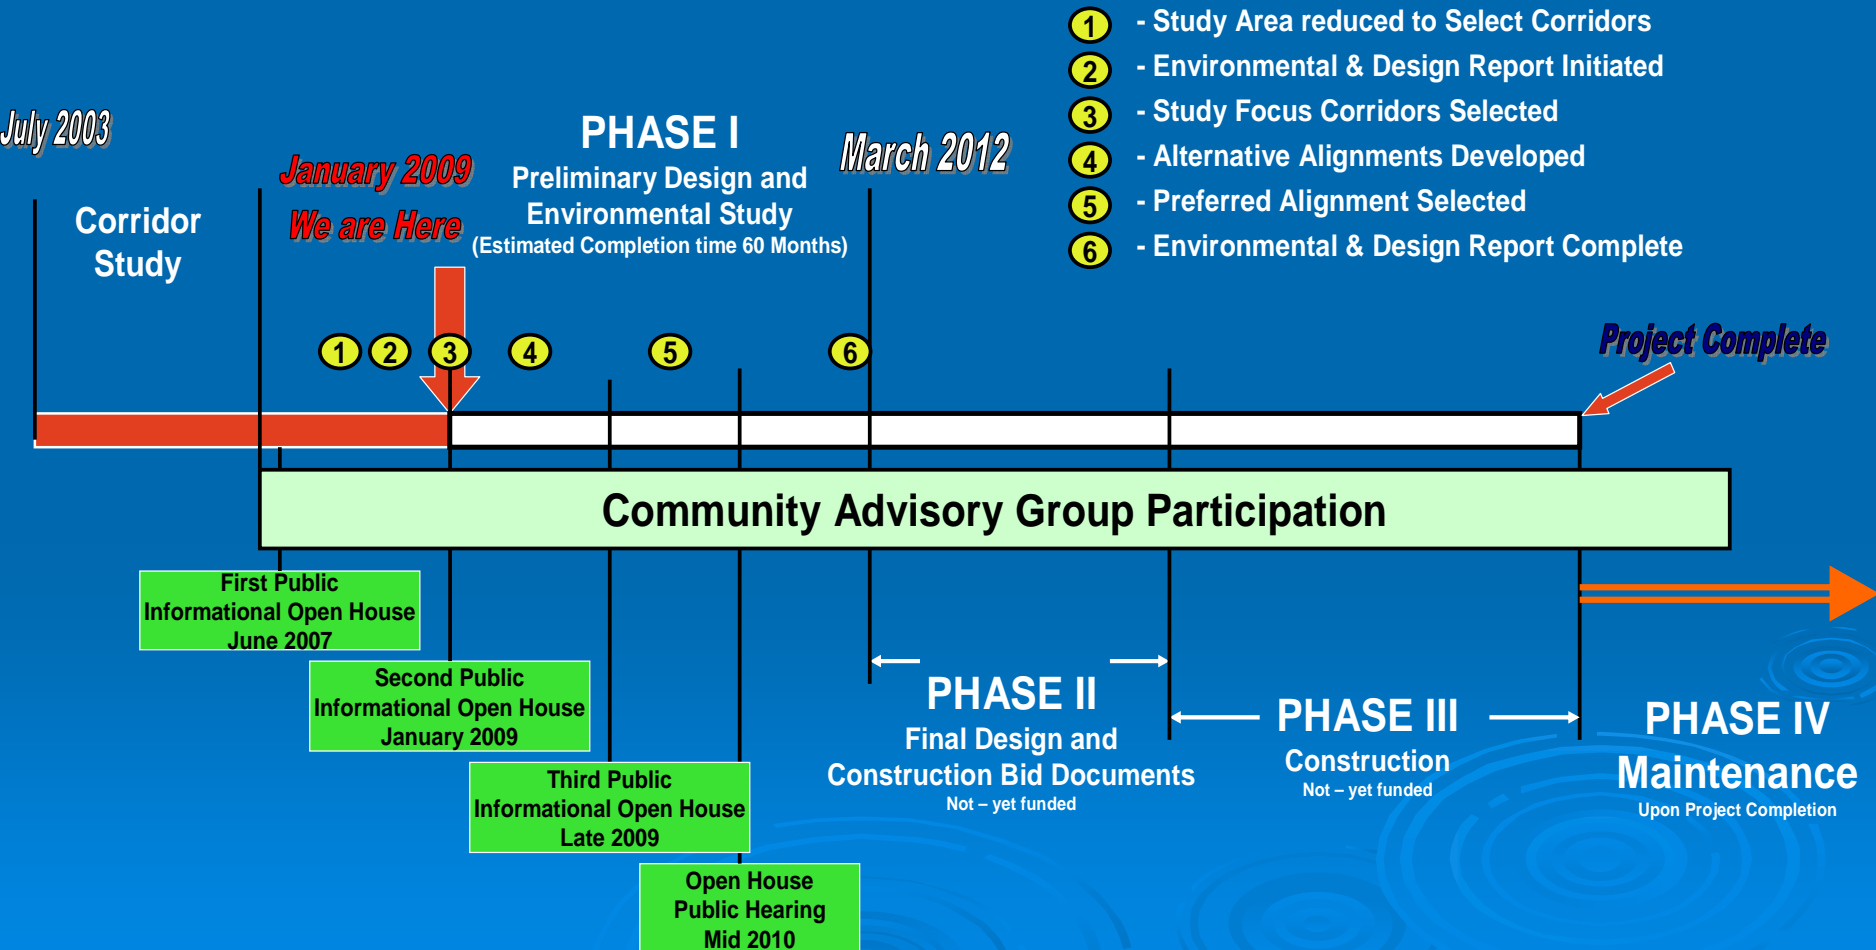 1 - Study Area reduced to Select Corridors
2 - Environmental & Design Report Initiated
3 - Study Focus Corridors Selected
4 - Alternative Alignments Developed
5 - Preferred Alignment Selected
6 - Environmental & Design Report Complete
July 2003
Corridor
Study
January 2009
We are Here
PHASE I
Preliminary Design and
Environmental Study
(Estimated Completion time 60 Months)
March 2012
1 2 3 4 5 6
Project Complete
Community Advisory Group Participation
First Public
Informational Open House
June 2007
Second Public
Informational Open House
January 2009
Third Public
Informational Open House
Late 2009
Open House
Public Hearing
Mid 2010
PHASE II
Final Design and
Construction Bid Documents
Not – yet funded
PHASE III
Construction
Not – yet funded
PHASE IV
Maintenance
Upon Project Completion